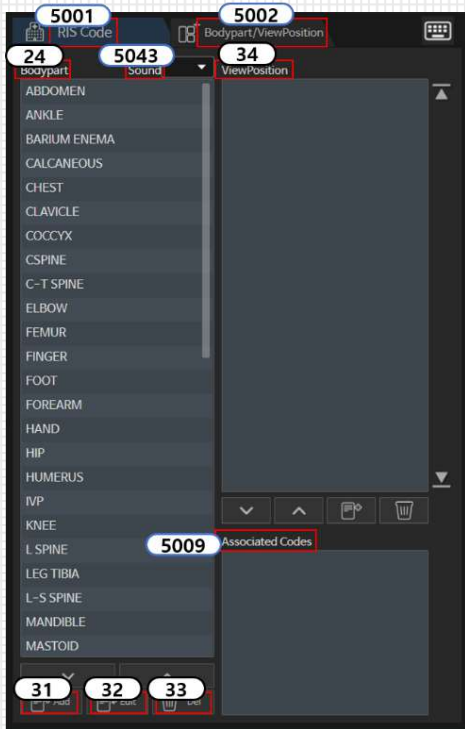 5001 5002
RIS Code Bodypart/ViewPosition
24 5043 34
Bodypart Sound ViewPosition
ABDOMEN
ANKLE
BARIUM ENEMA
CALCANEOUS
CHEST
CLAVICLE
COCCYX
CSPINE
C-T SPINE
ELBOW
FEMUR
FINGER
FOOT
FOREARM
HAND
HIP
HUMERUS
IVP
KNEE
L SPINE
5009 Associated Codes
LEG TIBIA
L-S SPINE
MANDIBLE
MASTOID
31 32 33
Add Edit Del